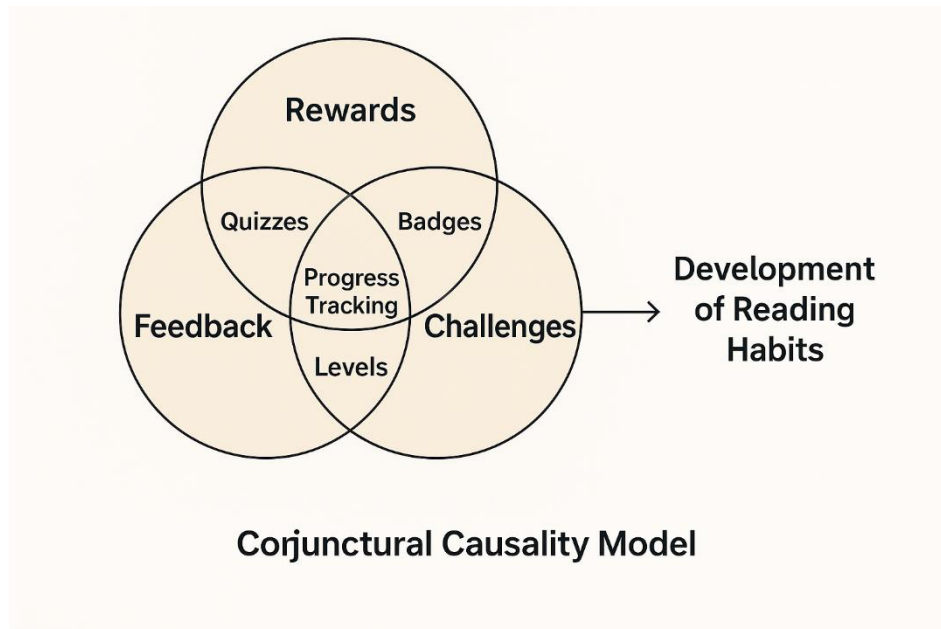 Rewards
Quizzes
Badges
Progress
Tracking
Feedback
Challenges
Levels
Development
of Reading
Habits
Corjunctural Causality Model